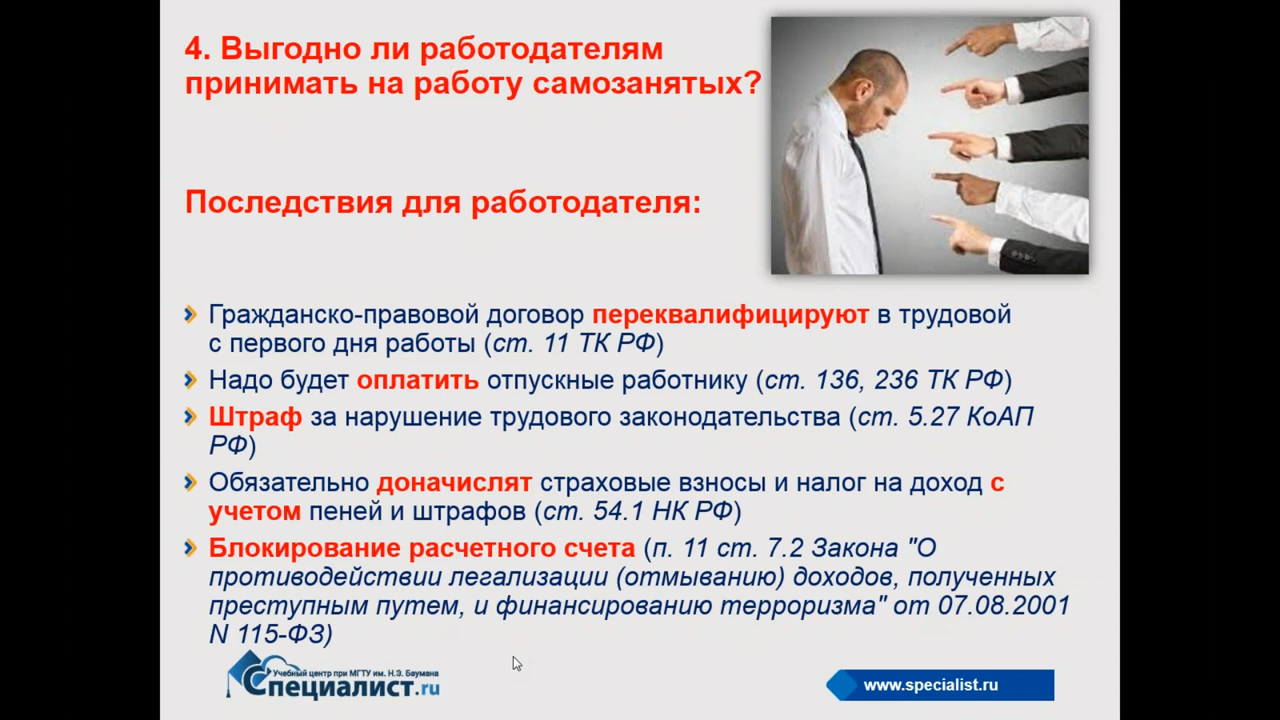 4. Выгодно ли работодателям
принимать на работу самозанятых?
Последствия для работодателя:
Гражданско-правовой договор переквалифицируют в трудовой
с первого дня работы (ст. 11 ТК РФ)
Надо будет оплатить отпускные работнику (ст. 136, 236 ТК РФ)
Штраф за нарушение трудового законодательства (ст. 5.27 КоАП
РФ)
Обязательно доначислят страховые взносы и налог на доход с
учетом пеней и штрафов (ст. 54.1 НК РФ)
Блокирование расчетного счета (п. 11 ст. 7.2 Закона "О
противодействии легализации (отмыванию) доходов, полученных
преступным путем, и финансированию терроризма" от 07.08.2001
N 115-ФЗ)
Учебный центр при МГТУ им. Н.Э. Баумана
Специалист.ru
www.specialist.ru